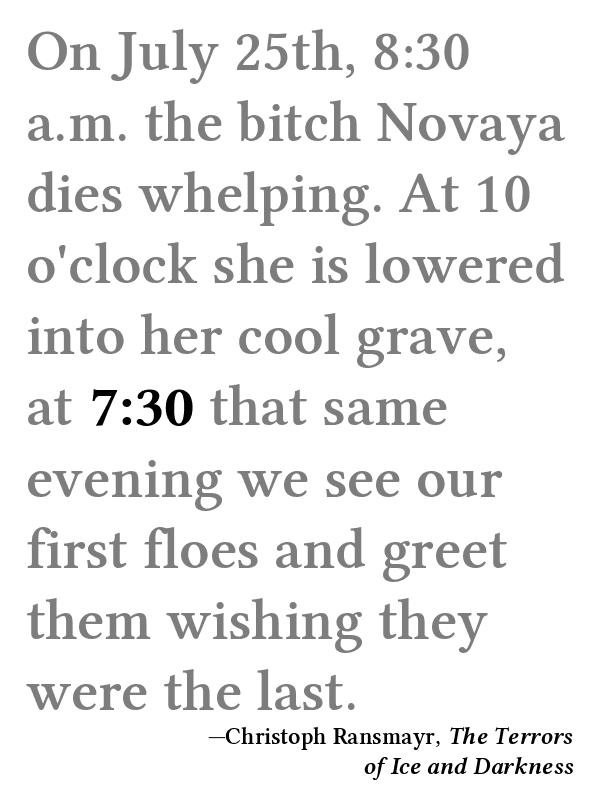 On July 25th, 8:30
a.m. the bitch Novaya
dies whelping. At 10
o'clock she is lowered
into her cool grave,
at 7:30 that same
evening we see our
first floes and greet
them wishing they
were the last.
—Christoph Ransmayr, The Terrors
of Ice and Darkness